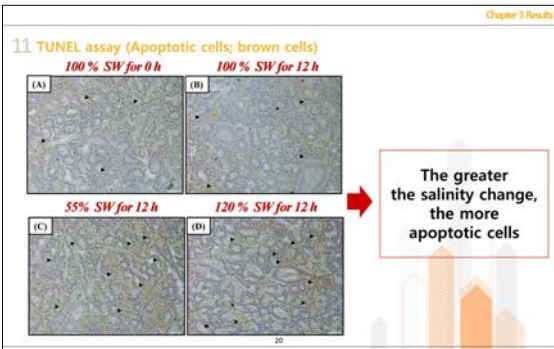 Chapter 3 Results
11 TUNEL assay (Apoptotic cells; brown cells)
100 % SW for 0 h
100 % SW for 12 h
(A)
(B)
55% SW for 12 h
120 % SW for 12 h
(C)
(D)
The greater
the salinity change,
the more
apoptotic cells
20